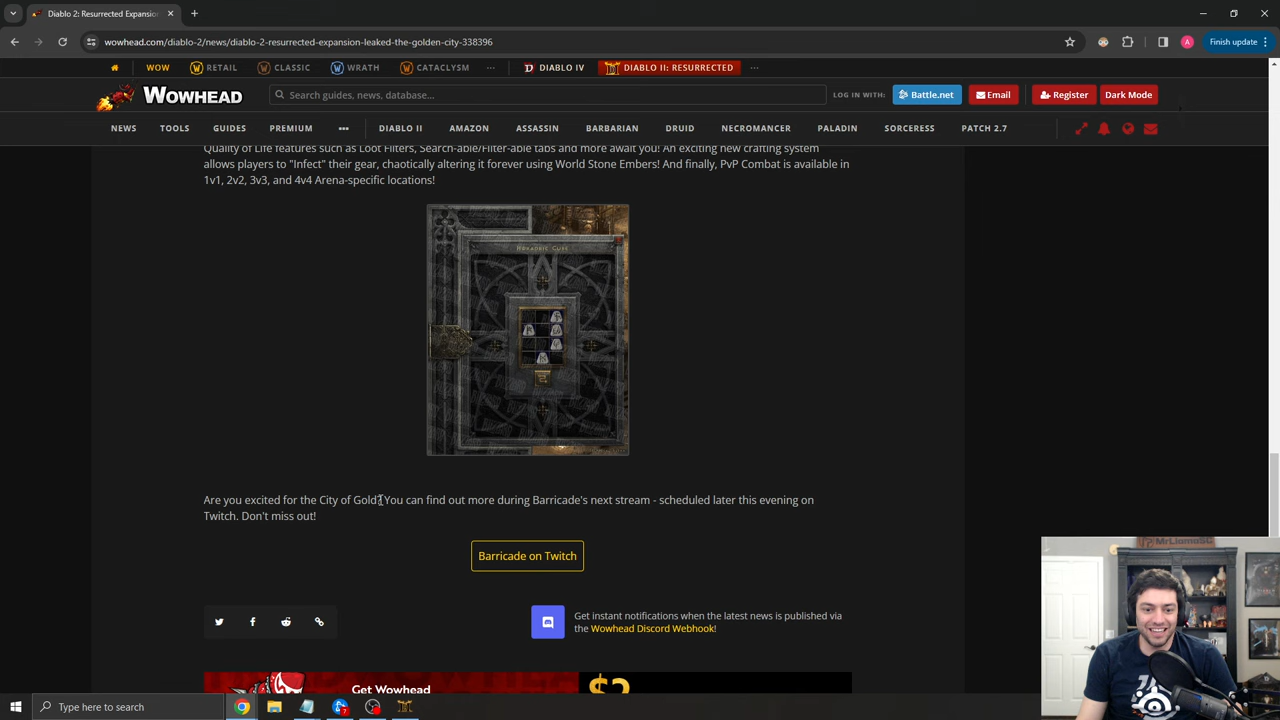 Diablo 2: Resurrected Expansion
wowhead.com/diablo-2/news/diablo-2-resurrected-expansion-leaked-the-golden-city-338396
A
Finish update
WOW
RETAIL
CLASSIC
WRATH
CATACLYSM
DIABLO IV
DIABLO II: RESURRECTED
WOWHEAD
Search guides, news, database...
LOG IN WITH:
Battle.net
Email
Register
Dark Mode
NEWS
TOOLS
GUIDES
PREMIUM
DIABLO II
AMAZON
ASSASSIN
BARBARIAN
DRUID
NECROMANCER
PALADIN
SORCERESS
PATCH 2.7
Quality of Life features such as Loot Filters, Search-able/Filter-able tabs and more await you! An exciting new crafting system
allows players to "Infect" their gear, chaotically altering it forever using World Stone Embers! And finally, PvP Combat is available in
1v1, 2v2, 3v3, and 4v4 Arena-specific locations!
Horadric Cube
Are you excited for the City of Gold? You can find out more during Barricade's next stream - scheduled later this evening on
Twitch. Don't miss out!
Barricade on Twitch
Get instant notifications when the latest news is published via
the Wowhead Discord Webhook!
Get Wowhead
$2
MrLlamaSC
Type here to search